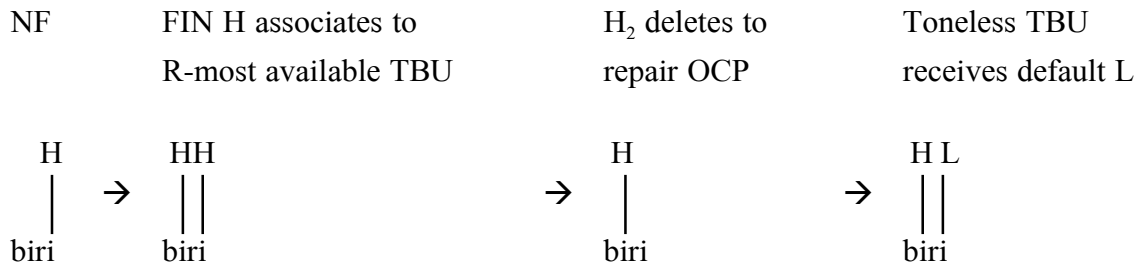 NF FIN H associates to H₂ deletes to Toneless TBU
R-most available TBU repair OCP receives default L
H HH H H L
→ → →
biri biri biri biri